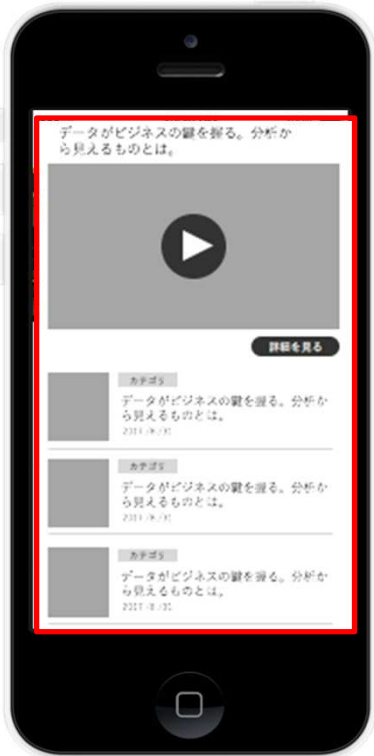 データがビジネスの鍵を握る。分析か
ら見えるものとは。
詳細を見る
カテゴリ
データがビジネスの鍵を握る。分析か
ら見えるものとは。
カテゴリ
データがビジネスの鍵を握る。分析か
ら見えるものとは。
カテゴリ
データがビジネスの鍵を握る。分析か
ら見えるものとは。